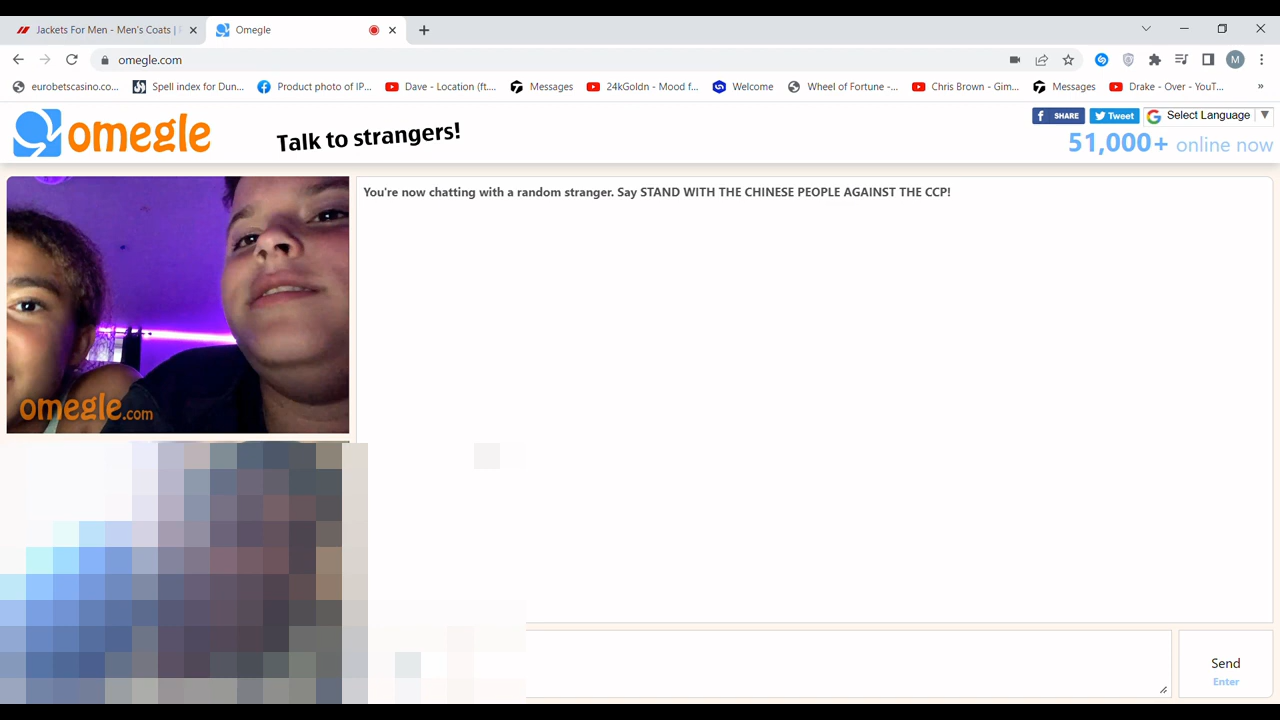 Jackets For Men - Men's Coats |
Omegle
omegle.com
M
eurobetscasino.co...
Spell index for Dun...
Product photo of IP...
Dave - Location (ft....
Messages
24kGoldn - Mood f...
Welcome
Wheel of Fortune -...
Chris Brown - Gim...
Messages
Drake - Over - YouT...
»
omegle
Talk to strangers!
f SHARE
Tweet
G Select Language ▼
51,000+ online now
You're now chatting with a random stranger. Say STAND WITH THE CHINESE PEOPLE AGAINST THE CCP!
omegle.com
Send
Enter